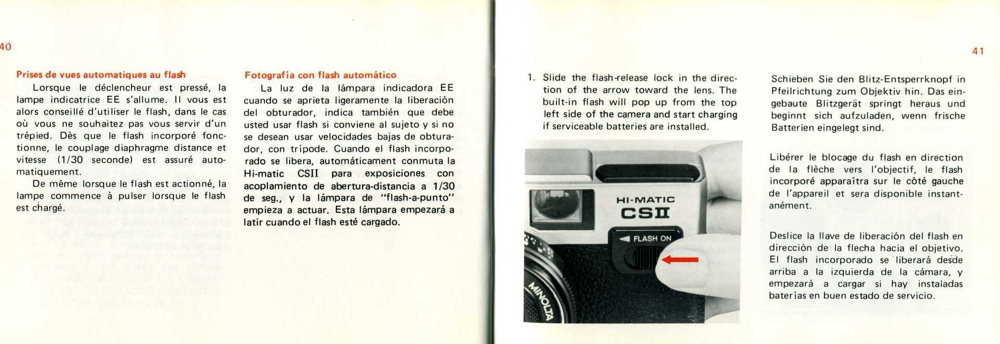 40
Prises de vues automatiques au flash
Lorsque le déclencheur est pressé, la
lampe indicatrice EE s'allume. Il vous est
alors conseillé d'utiliser le flash, dans le cas
où vous ne souhaitez pas vous servir d'un
trépied. Dès que le flash incorporé fonc-
tionne, le couplage diaphragme distance et
vitesse (1/30 seconde) est assuré auto-
matiquement.
De même lorsque le flash est actionné, la
lampe commence à pulser lorsque le flash
est chargé.
Fotografía con flash automático
La luz de la lámpara indicadora EE
cuando se aprieta ligeramente la liberación
del obturador, indica también que debe
usted usar flash si conviene al sujeto y si no
se desean usar velocidades bajas de obtura-
dor, con trípode. Cuando el flash incorpo-
rado se libera, automáticament conmuta la
Hi-matic CSII para exposiciones con
acoplamiento de abertura-distancia a 1/30
de seg., y la lámpara de "flash-a-punto"
empieza a actuar. Esta lámpara empezará a
latir cuando el flash esté cargado.
41
1. Slide the flash-release lock in the direc-
tion of the arrow toward the lens. The
built-in flash will pop up from the top
left side of the camera and start charging
if serviceable batteries are installed.
HI-MATIC
CSII
FLASH ON
MINOLTA
Schieben Sie den Blitz-Entsperrknopf in
Pfeilrichtung zum Objektiv hin. Das ein-
gebaute Blitzgerät springt heraus und
beginnt sich aufzuladen, wenn frische
Batterien eingelegt sind.
Libérer le blocage du flash en direction
de la flèche vers l'objectif, le flash
incorporé apparaîtra sur le côté gauche
de l'appareil et sera disponible instant-
anément.
Deslice la llave de liberación del flash en
dirección de la flecha hacia el objetivo.
El flash incorporado se liberará desde
arriba a la izquierda de la cámara, y
empezará a cargar si hay instaladas
baterías en buen estado de servicio.